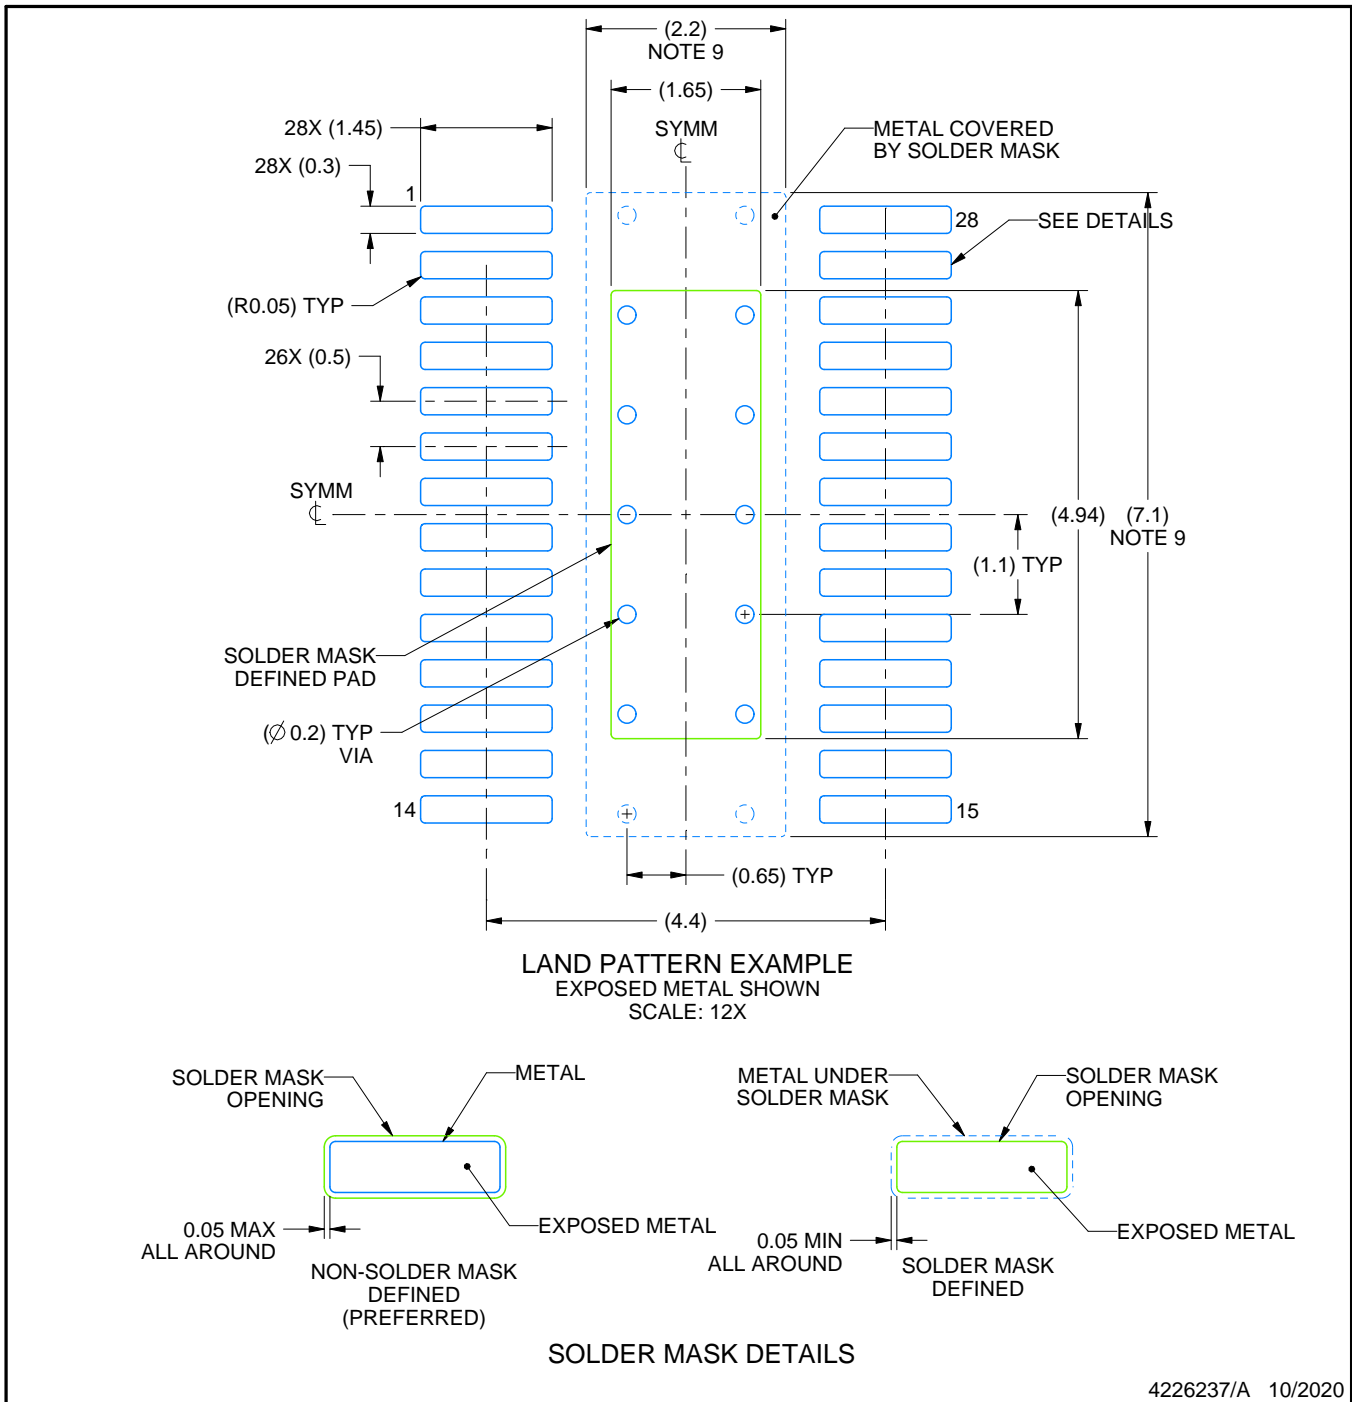 (2.2)
NOTE 9
(1.65)
28X (1.45)
SYMM
METAL COVERED
BY SOLDER MASK
28X (0.3)
1
28
SEE DETAILS
(R0.05) TYP
26X (0.5)
SYMM
(4.94)
(7.1)
NOTE 9
(1.1) TYP
SOLDER MASK
DEFINED PAD
(∅ 0.2) TYP
VIA
14
15
(0.65) TYP
(4.4)
LAND PATTERN EXAMPLE
EXPOSED METAL SHOWN
SCALE: 12X
SOLDER MASK
OPENING
METAL
EXPOSED METAL
0.05 MAX
ALL AROUND
NON-SOLDER MASK
DEFINED
(PREFERRED)
METAL UNDER
SOLDER MASK
SOLDER MASK
OPENING
EXPOSED METAL
0.05 MIN
ALL AROUND
SOLDER MASK
DEFINED
SOLDER MASK DETAILS
4226237/A 10/2020